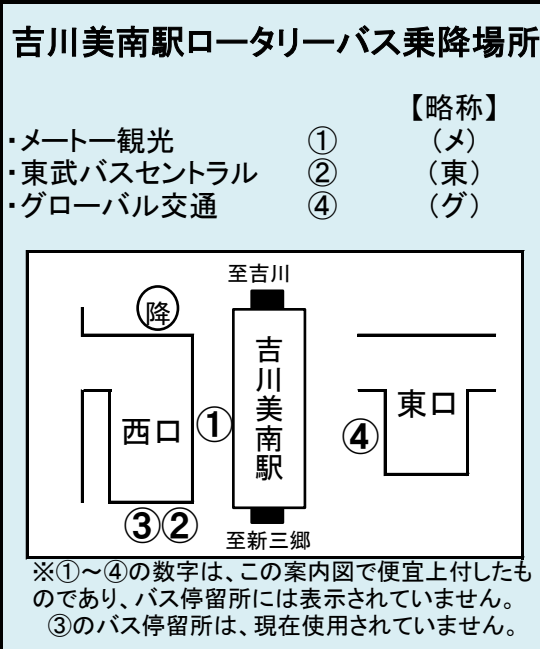 吉川美南駅ロータリーバス乗降場所
【略称】
・メートー観光 ① （メ）
・東武バスセントラル ② （東）
・グローバル交通 ④ （グ）
至吉川
降
吉川美南駅
西口
①
東口
④
③②
至新三郷
※①～④の数字は、この案内図で便宜上付したも
のであり、バス停留所には表示されていません。
③のバス停留所は、現在使用されていません。